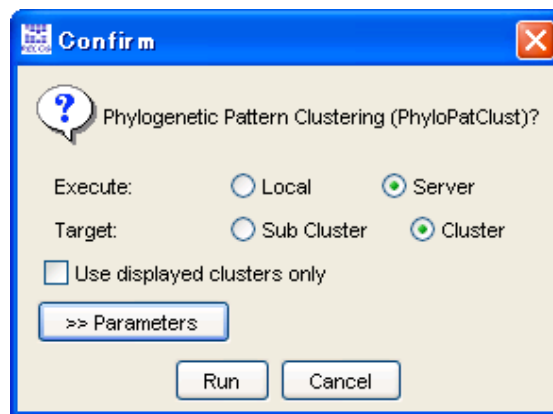 Confirm
Phylogenetic Pattern Clustering (PhyloPatClust)?
Execute: Local Server
Target: Sub Cluster Cluster
Use displayed clusters only
>> Parameters
Run Cancel